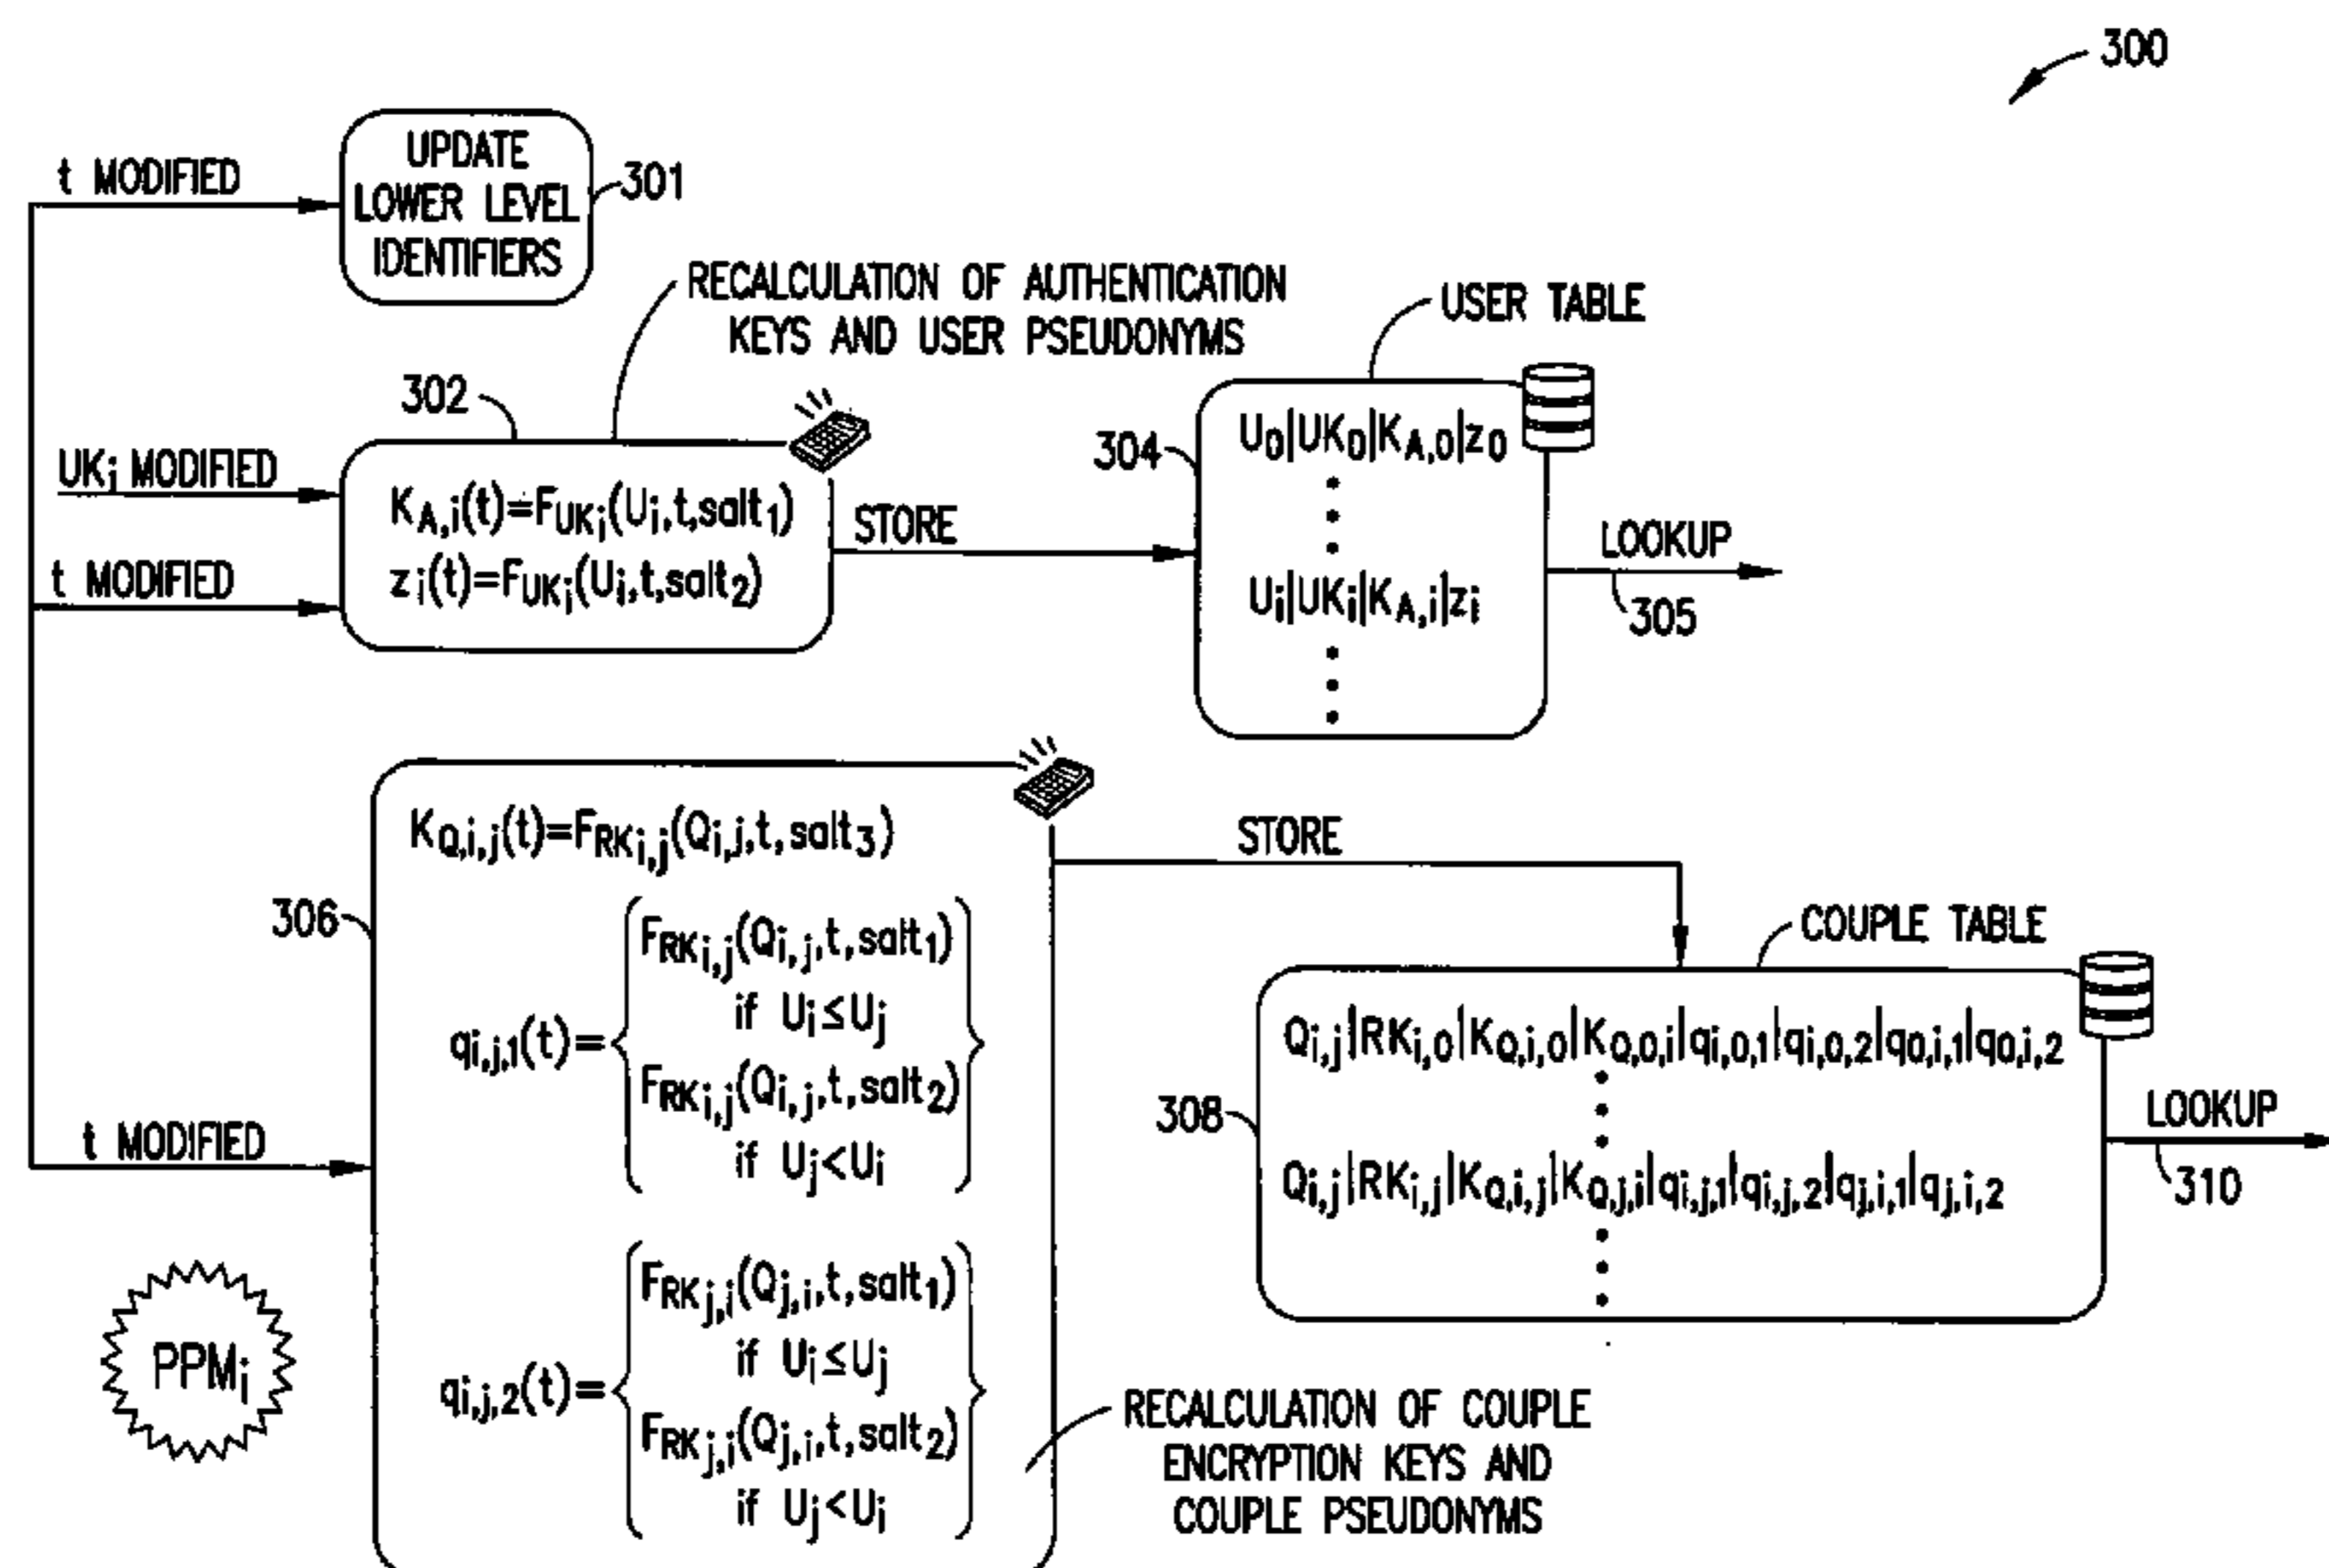 300
UPDATE
LOWER LEVEL
IDENTIFIERS
301
t MODIFIED
RECALCULATION OF AUTHENTICATION
KEYS AND USER PSEUDONYMS
302
UKi MODIFIED
t MODIFIED
KA,i(t)=FUKi(Ui,t,salt1)
zi(t)=FUKi(Ui,t,salt2)
STORE
USER TABLE
304
U0|UK0|KA,0|z0
Ui|UKi|KA,i|zi
LOOKUP
305
t MODIFIED
306
KQ,i,j(t)=FRKi,j(Qi,j,t,salt3)
qi,j,1(t)=
FRKi,j(Qi,j,t,salt1)
if Ui≤Uj
FRKi,j(Qi,j,t,salt2)
if Uj<Ui
qi,j,2(t)=
FRKj,i(Qj,i,t,salt1)
if Ui≤Uj
FRKj,i(Qj,i,t,salt2)
if Uj<Ui
STORE
COUPLE TABLE
308
Qi,j|RKi,0|KQ,i,0|KQ,0,i|qi,0,1|qi,0,2|q0,i,1|q0,i,2
Qi,j|RKi,j|KQ,i,j|KQ,j,i|qi,j,1|qi,j,2|qj,i,1|qj,i,2
LOOKUP
310
PPMi
RECALCULATION OF COUPLE
ENCRYPTION KEYS AND
COUPLE PSEUDONYMS